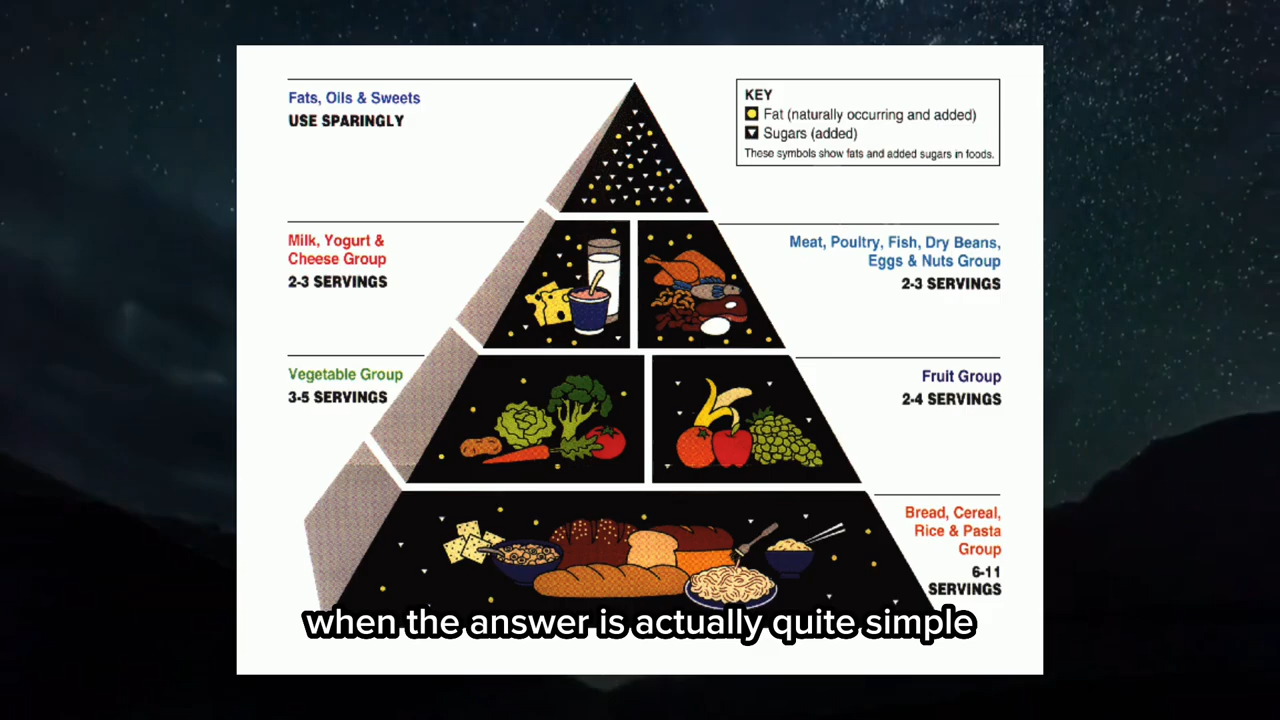 Fats, Oils & Sweets
USE SPARINGLY
KEY
Fat (naturally occurring and added)
Sugars (added)
These symbols show fats and added sugars in foods.
Milk, Yogurt &
Cheese Group
2-3 SERVINGS
Meat, Poultry, Fish, Dry Beans,
Eggs & Nuts Group
2-3 SERVINGS
Vegetable Group
3-5 SERVINGS
Fruit Group
2-4 SERVINGS
Bread, Cereal,
Rice & Pasta
Group
6-11
SERVINGS
when the answer is actually quite simple